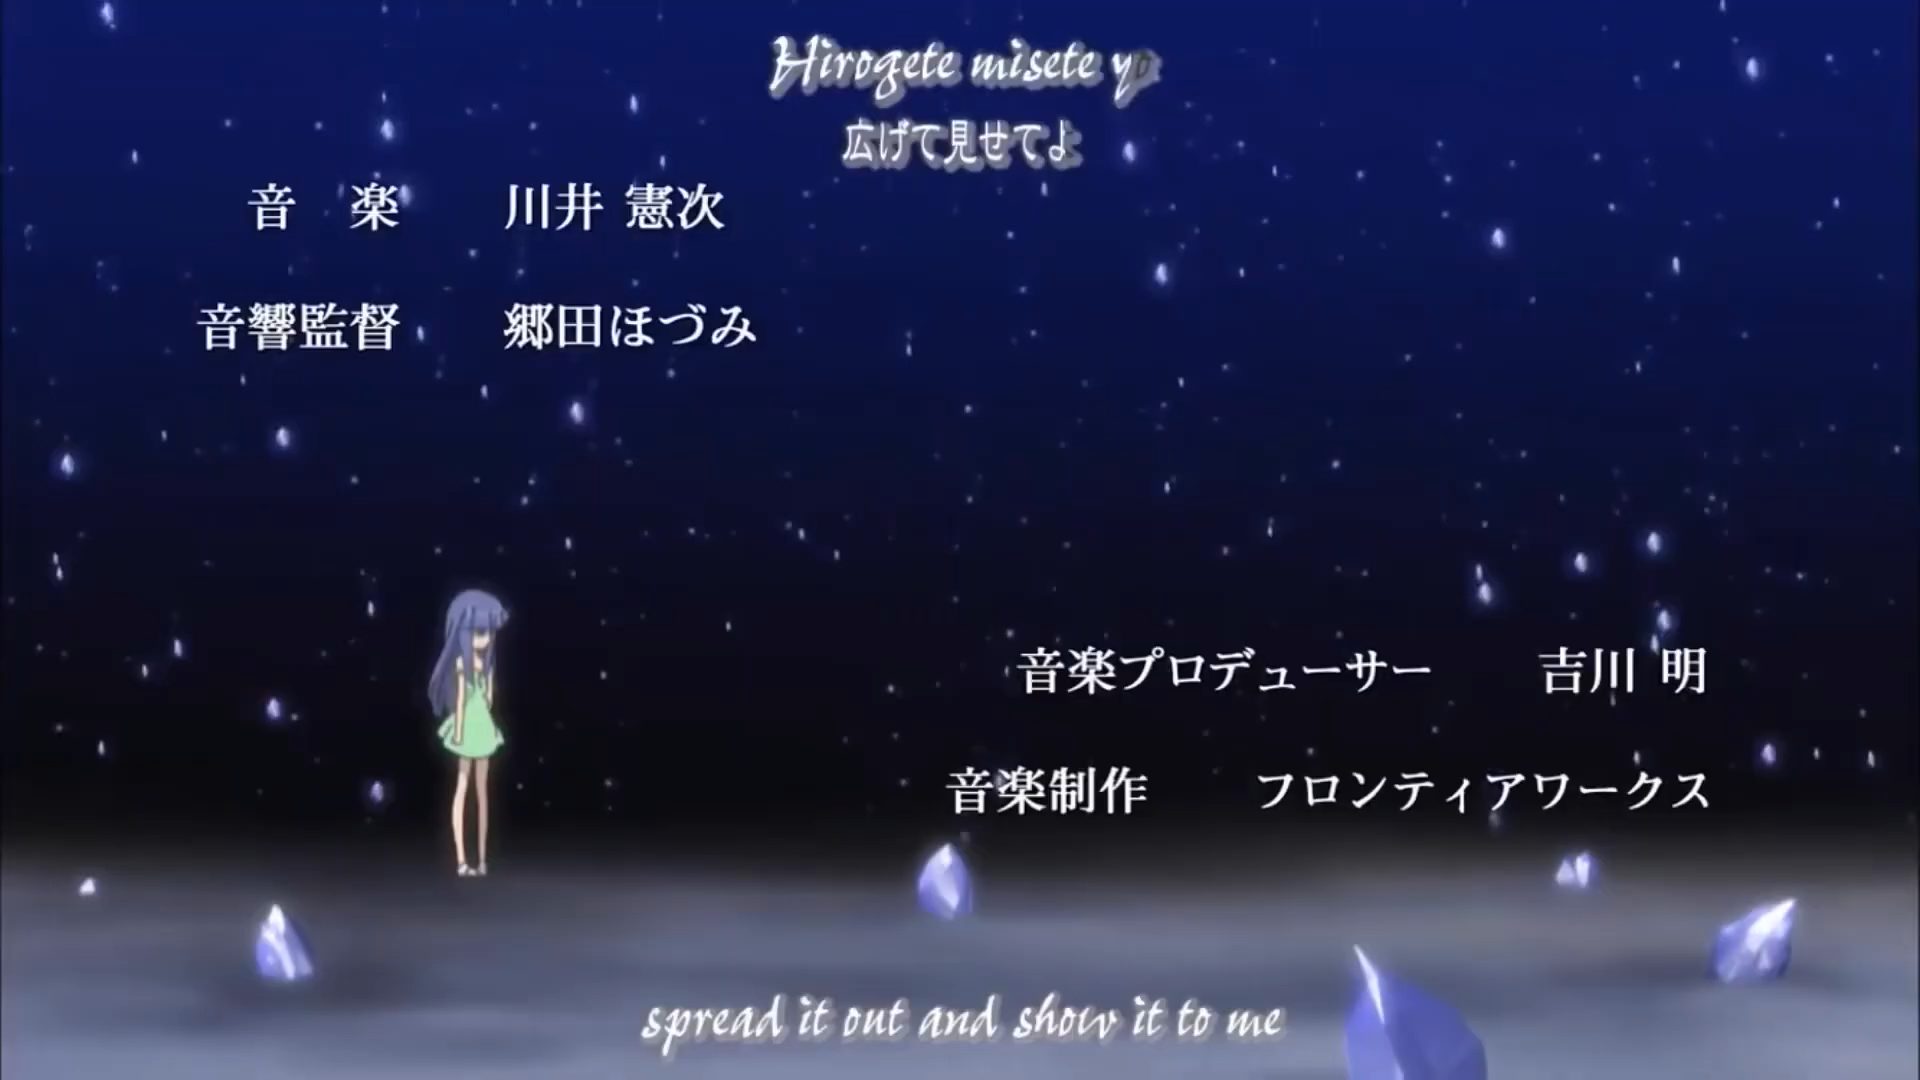 Hirogete misete yo
広げて見せてよ
音 楽 川井 憲次
音響監督 郷田ほづみ
音楽プロデューサー 吉川 明
音楽制作 フロンティアワークス
spread it out and show it to me